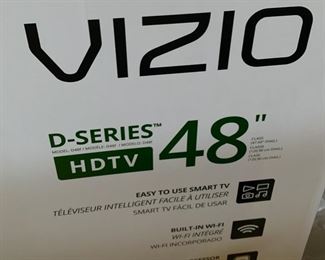 VIZIO
D-SERIES™
HDTV
48"
EASY TO USE SMART TV
TÉLÉVISEUR INTELLIGENT FACILE À UTILISER
SMART TV FÁCIL DE USAR
BUILT-IN WI-FI
WI-FI INTÉGRÉ
WI-FI INCORPORADO